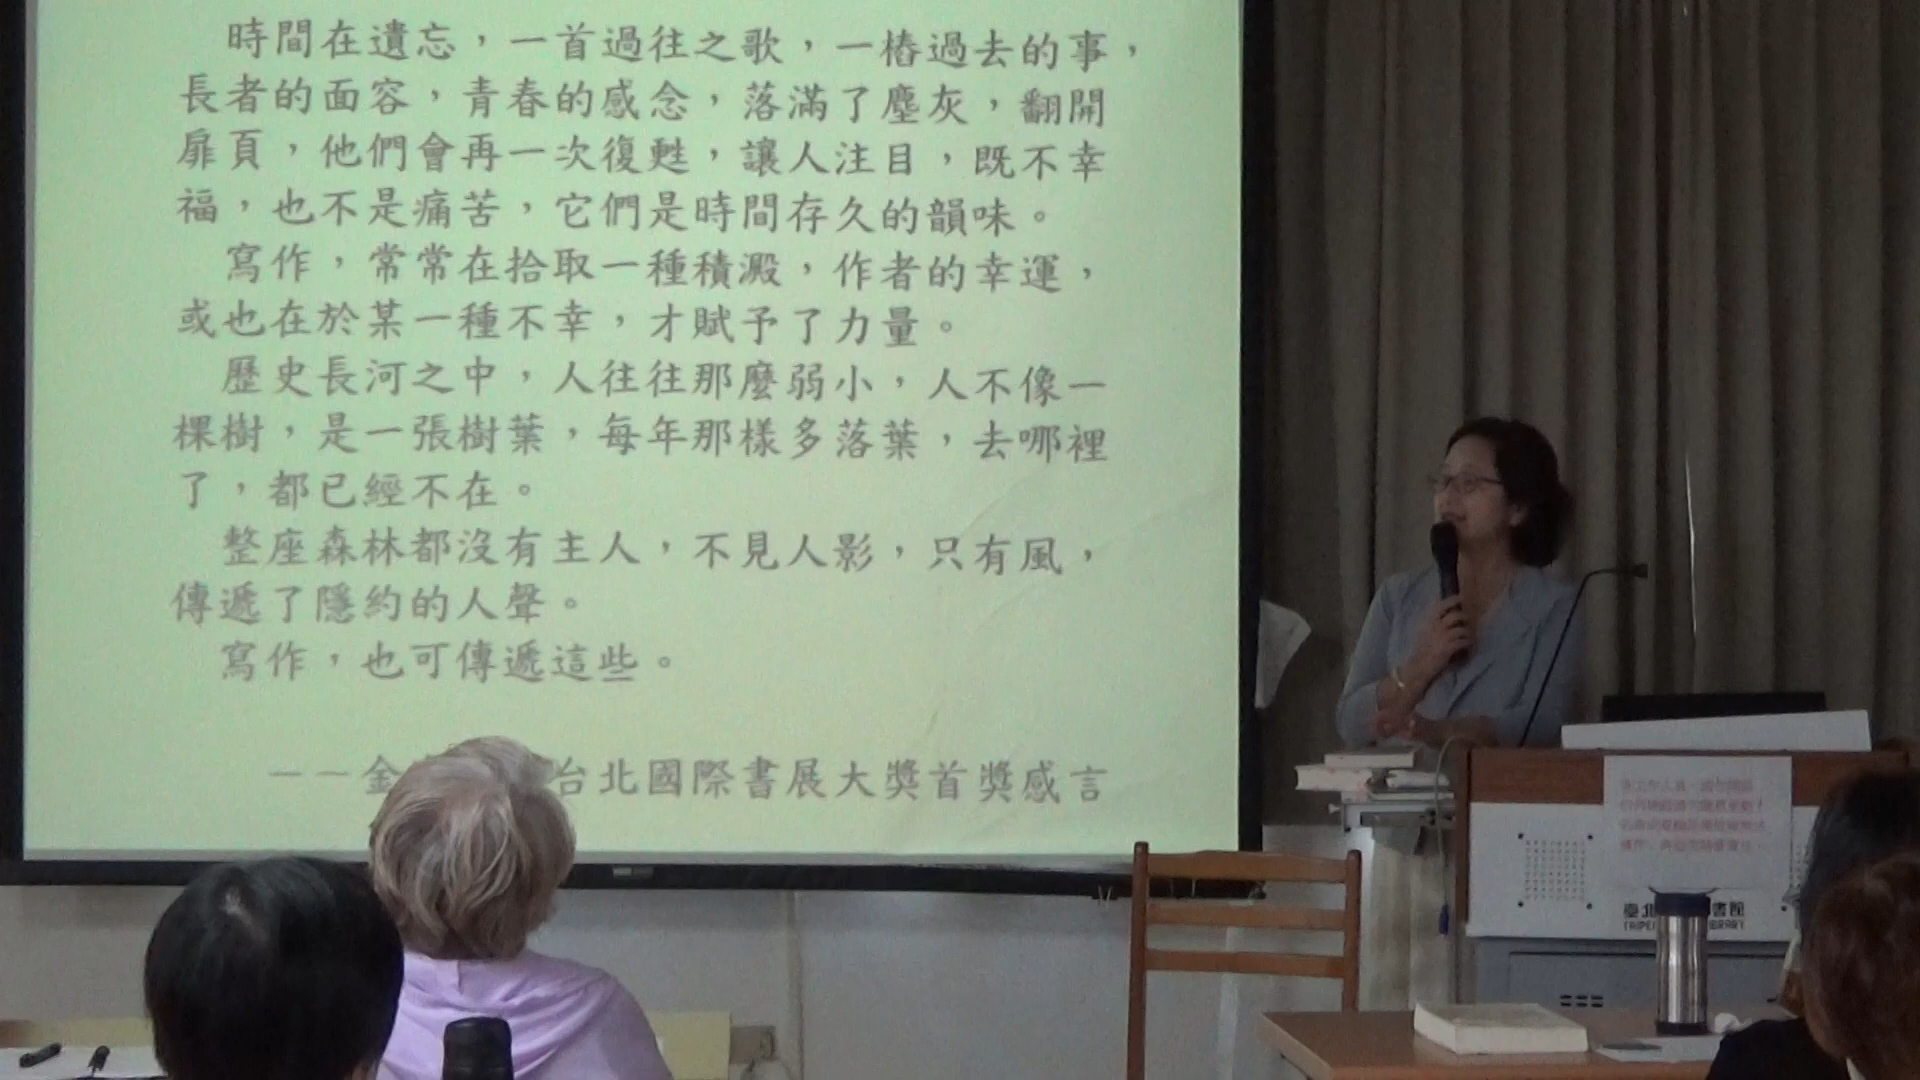 時間在遺忘，一首過往之歌，一樁過去的事，
長者的面容，青春的感念，落滿了塵灰，翻開
扉頁，他們會再一次復甦，讓人注目，既不幸
福，也不是痛苦，它們是時間存久的韻味。
寫作，常常在拾取一種積澱，作者的幸運，
或也在於某一種不幸，才賦予了力量。
歷史長河之中，人往往那麼弱小，人不像一
棵樹，是一張樹葉，每年那樣多落葉，去哪裡
了，都已經不在。
整座森林都沒有主人，不見人影，只有風，
傳遞了隱約的人聲。
寫作，也可傳遞這些。
——金 台北國際書展大獎首獎感言
臺北 書館
TAIPEI LIBRARY